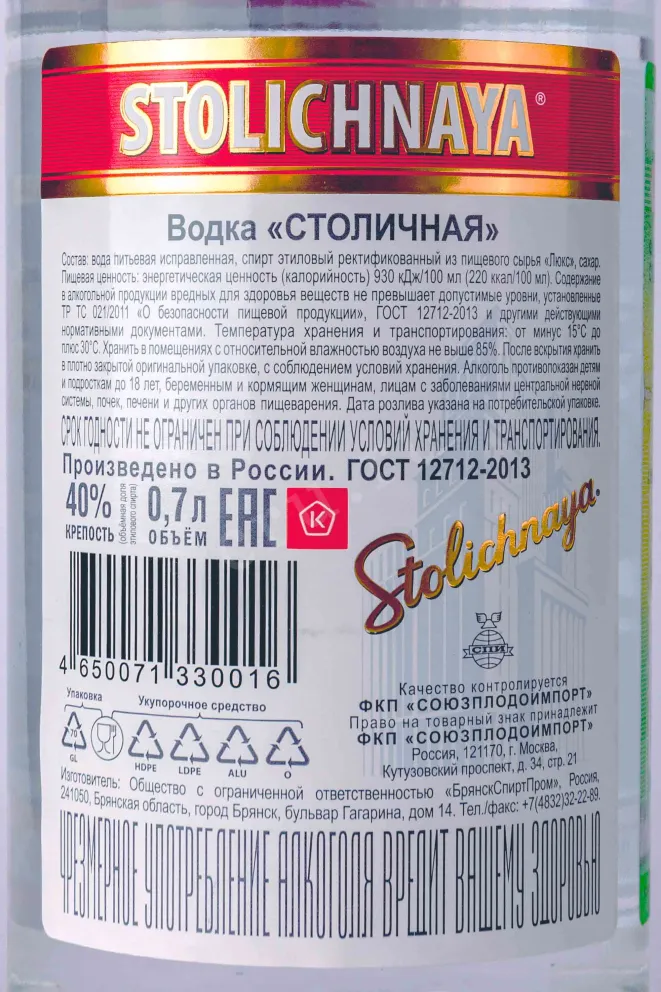 STOLICHNAYA®
Водка «СТОЛИЧНАЯ»
Состав: вода питьевая исправленная, спирт этиловый ректификованный из пищевого сырья «Люкс», сахар.
Пищевая ценность: энергетическая ценность (калорийность) 930 кДж/100 мл (220 ккал/100 мл). Содержание
в алкогольной продукции вредных для здоровья веществ не превышает допустимые уровни, установленные
ТР ТС 021/2011 «О безопасности пищевой продукции», ГОСТ 12712-2013 и другими действующими
нормативными документами. Температура хранения и транспортирования: от минус 15°С до
плюс 30°С. Хранить в помещениях с относительной влажностью воздуха не выше 85%. После вскрытия хранить
в плотно закрытой оригинальной упаковке, с соблюдением условий хранения. Алкоголь противопоказан детям
и подросткам до 18 лет, беременным и кормящим женщинам, лицам с заболеваниями центральной нервной
системы, почек, печени и других органов пищеварения. Дата розлива указана на потребительской упаковке.
СРОК ГОДНОСТИ НЕ ОГРАНИЧЕН ПРИ СОБЛЮДЕНИИ УСЛОВИЙ ХРАНЕНИЯ И ТРАНСПОРТИРОВАНИЯ.
Произведено в России. ГОСТ 12712-2013
40% (объёмная доля этилового спирта) 0,7л EAC K
КРЕПОСТЬ ОБЪЁМ
Stolichnaya.
СПИ
4 650071 330016
Качество контролируется
ФКП «СОЮЗПЛОДОИМПОРТ»
Право на товарный знак принадлежит
ФКП «СОЮЗПЛОДОИМПОРТ»
Россия, 121170, г. Москва,
Кутузовский проспект, д. 34, стр. 21
Упаковка Укупорочное средство
70
GL HDPE LDPE ALU O
Изготовитель: Общество с ограниченной ответственностью «БрянскСпиртПром», Россия,
241050, Брянская область, город Брянск, бульвар Гагарина, дом 14. Тел./факс: +7(4832)32-22-89.
ЧРЕЗМЕРНОЕ УПОТРЕБЛЕНИЕ АЛКОГОЛЯ ВРЕДИТ ВАШЕМУ ЗДОРОВЬЮ